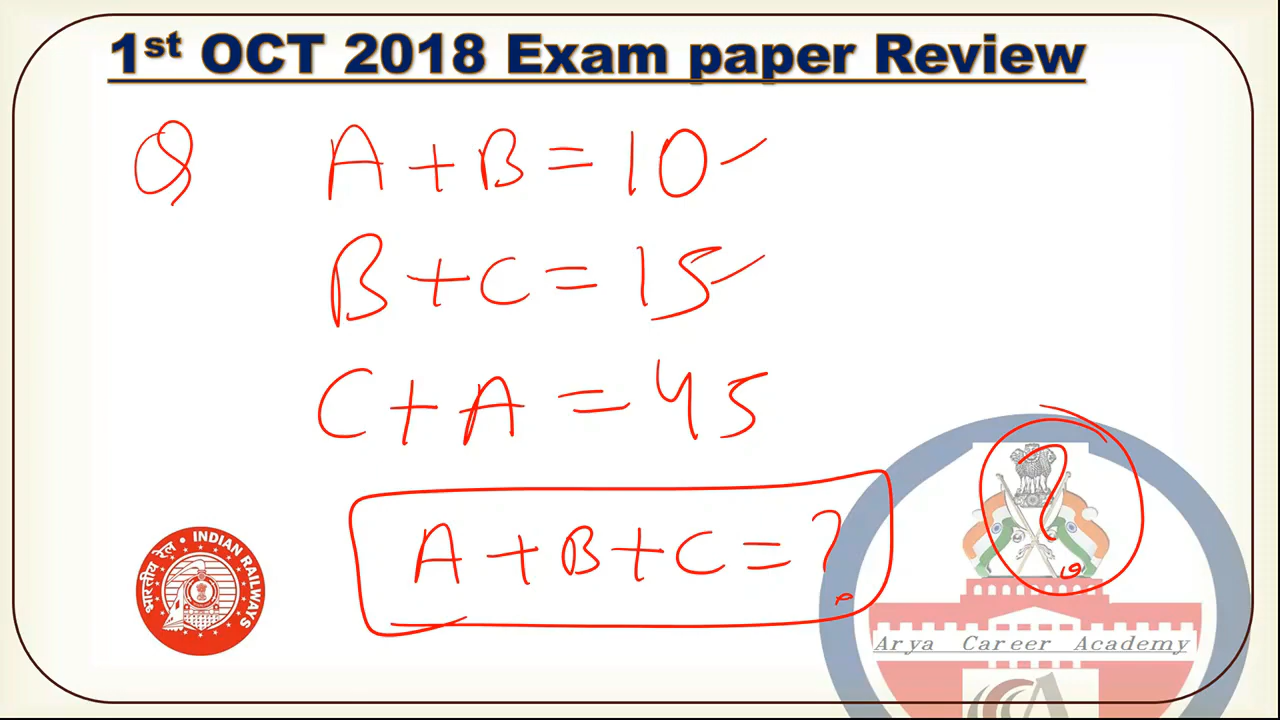 1st OCT 2018 Exam paper Review
Q A + B = 10
B + C = 15
C + A = 45
A + B + C = ?
?
भारतीय रेल • INDIAN RAILWAYS
Arya Career Academy